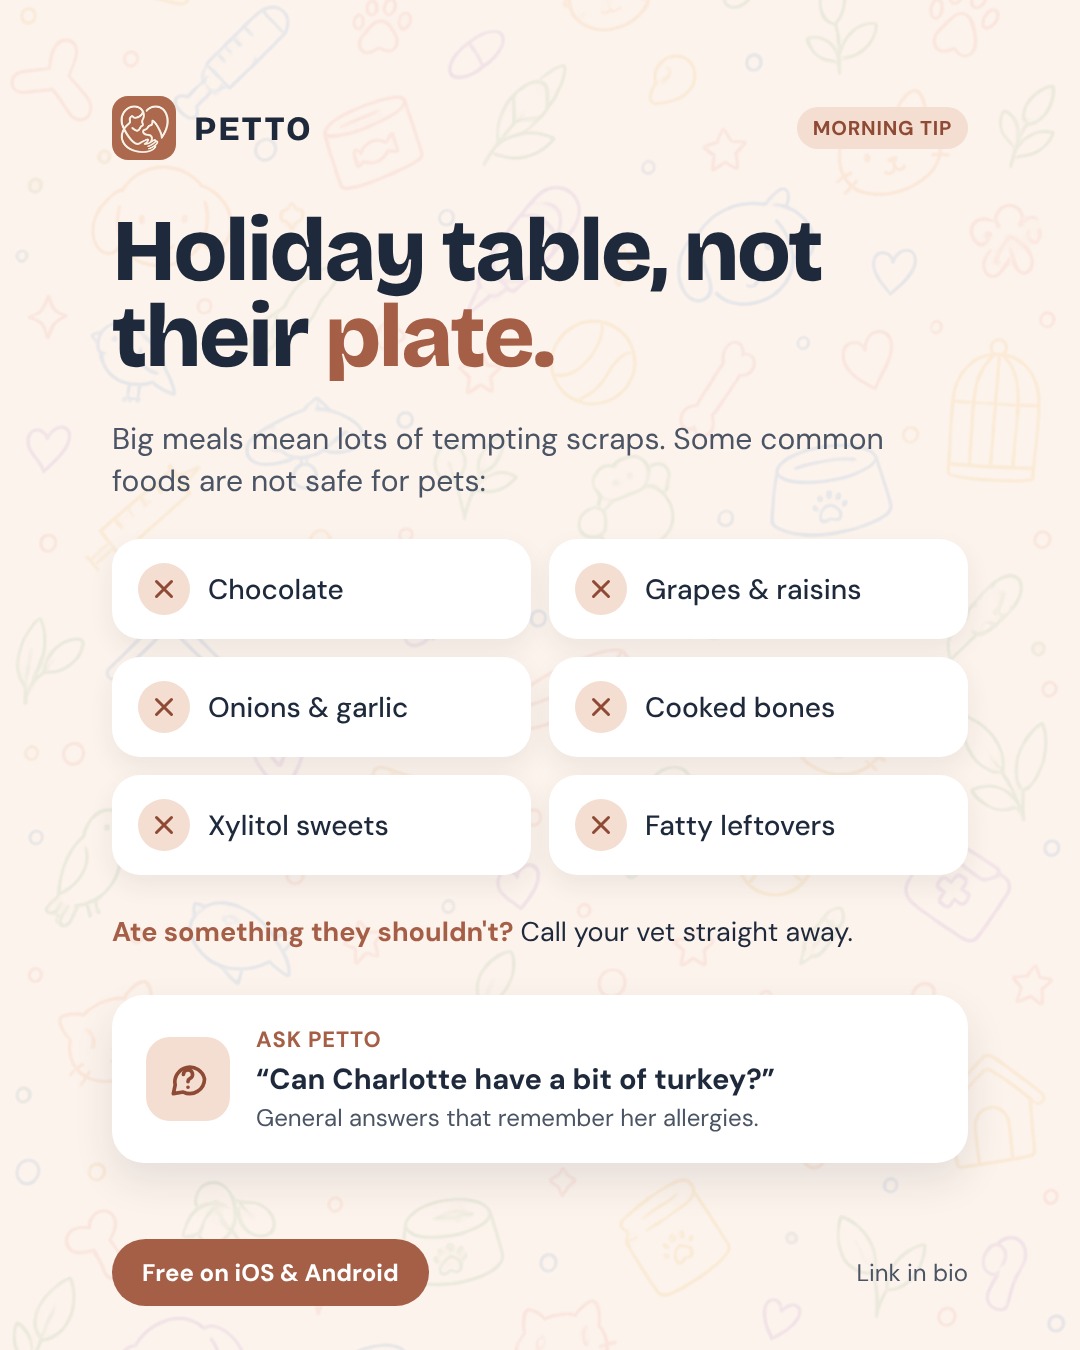 PETTO
MORNING TIP
Holiday table, not
their plate.
Big meals mean lots of tempting scraps. Some common
foods are not safe for pets:
Chocolate
Grapes & raisins
Onions & garlic
Cooked bones
Xylitol sweets
Fatty leftovers
Ate something they shouldn't? Call your vet straight away.
ASK PETTO
“Can Charlotte have a bit of turkey?”
General answers that remember her allergies.
Free on iOS & Android
Link in bio